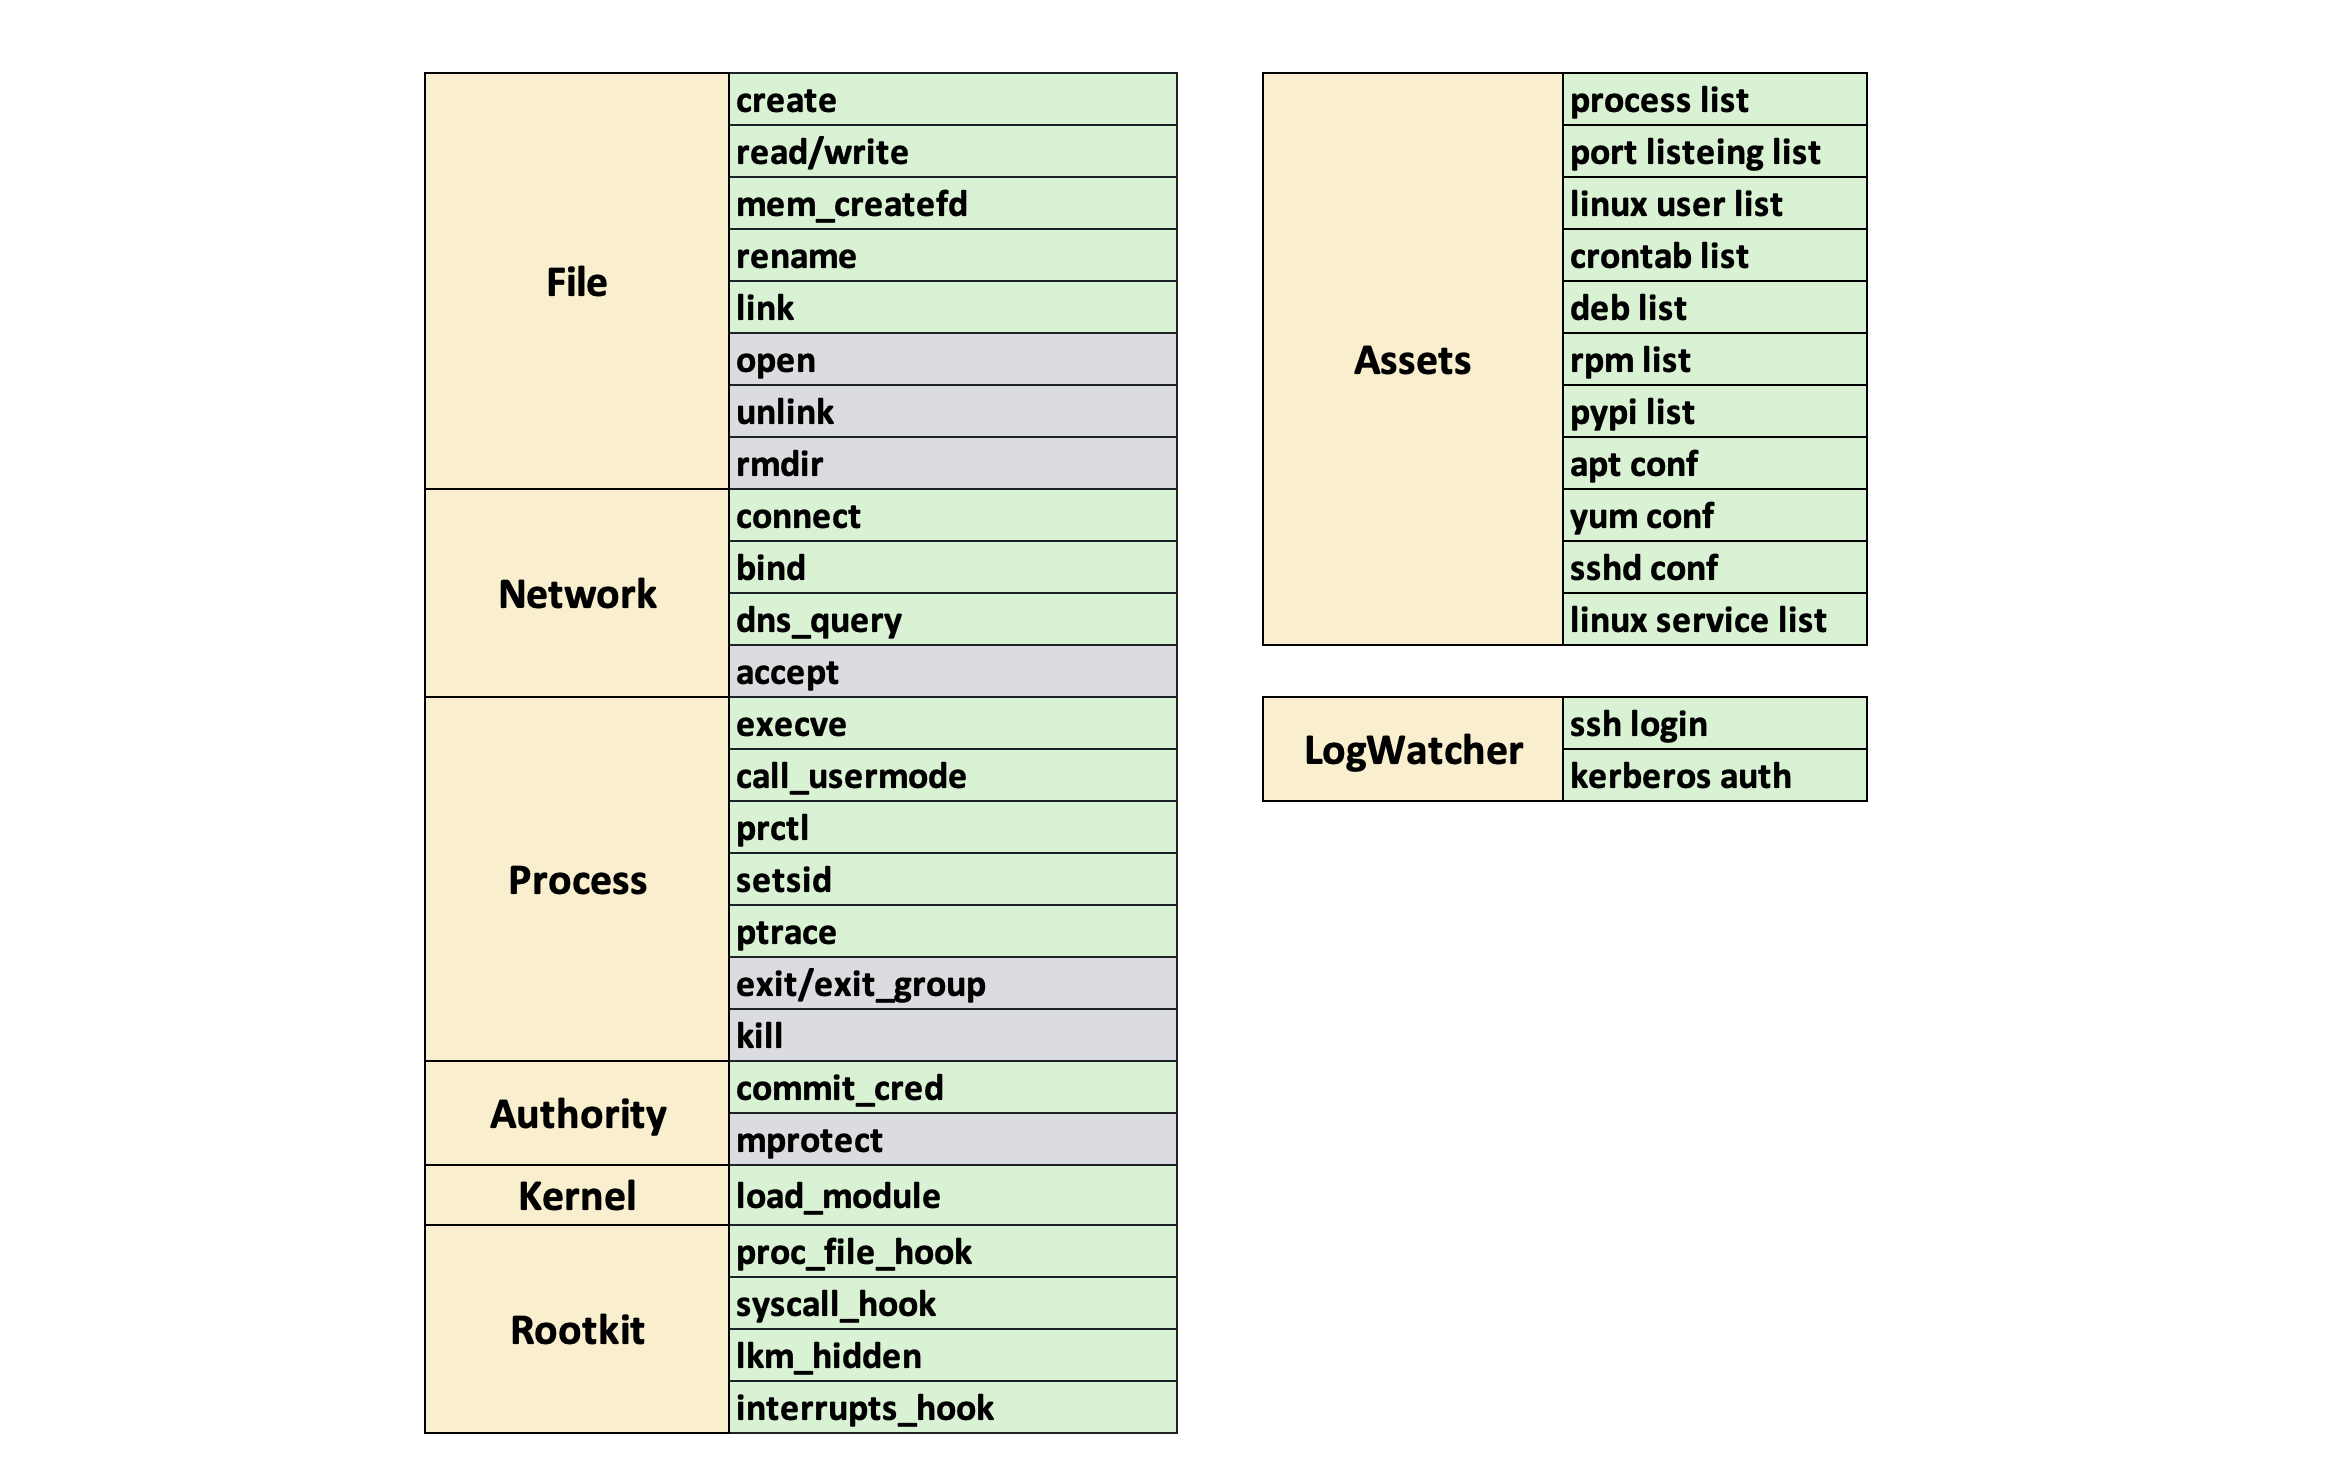 File
create
read/write
mem_createfd
rename
link
open
unlink
rmdir
Network
connect
bind
dns_query
accept
Process
execve
call_usermode
prctl
setsid
ptrace
exit/exit_group
kill
Authority
commit_cred
mprotect
Kernel
load_module
Rootkit
proc_file_hook
syscall_hook
lkm_hidden
interrupts_hook
Assets
process list
port listeing list
linux user list
crontab list
deb list
rpm list
pypi list
apt conf
yum conf
sshd conf
linux service list
LogWatcher
ssh login
kerberos auth